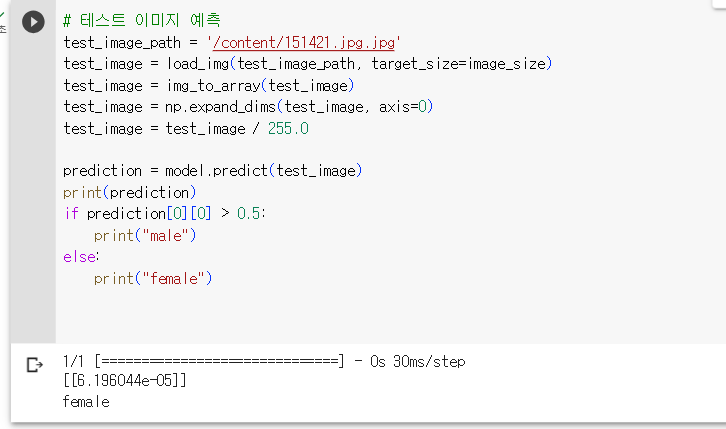 # 테스트 이미지 예측
test_image_path = '/content/151421.jpg.jpg'
test_image = load_img(test_image_path, target_size=image_size)
test_image = img_to_array(test_image)
test_image = np.expand_dims(test_image, axis=0)
test_image = test_image / 255.0
prediction = model.predict(test_image)
print(prediction)
if prediction[0][0] > 0.5:
    print("male")
else:
    print("female")
1/1 [==============================] - 0s 30ms/step
[[6.196044e-05]]
female